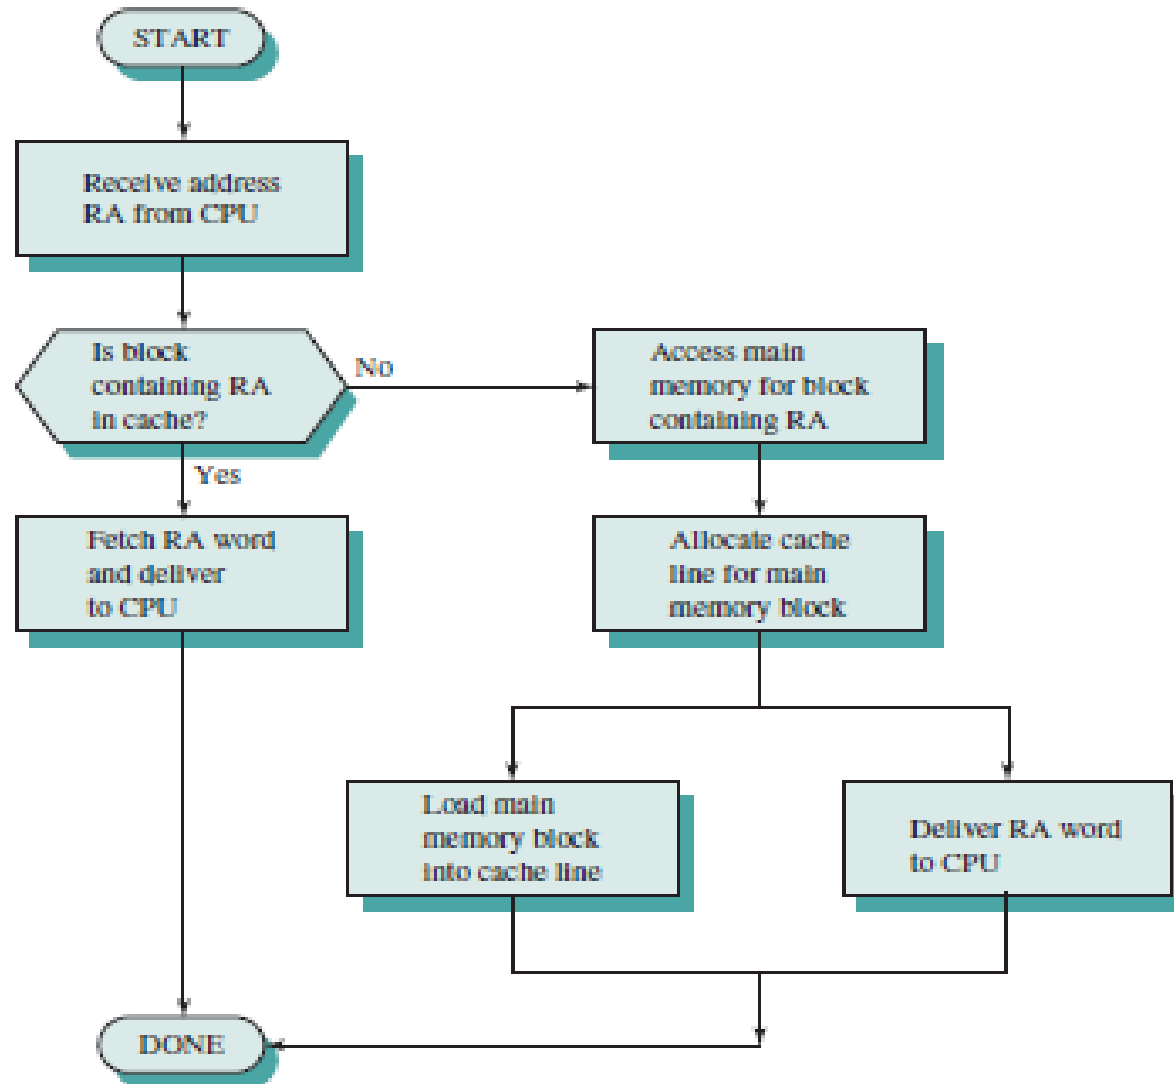 START
Receive address
RA from CPU
Is block
containing RA
in cache?
No
Access main
memory for block
containing RA
Yes
Fetch RA word
and deliver
to CPU
Allocate cache
line for main
memory block
Load main
memory block
into cache line
Deliver RA word
to CPU
DONE